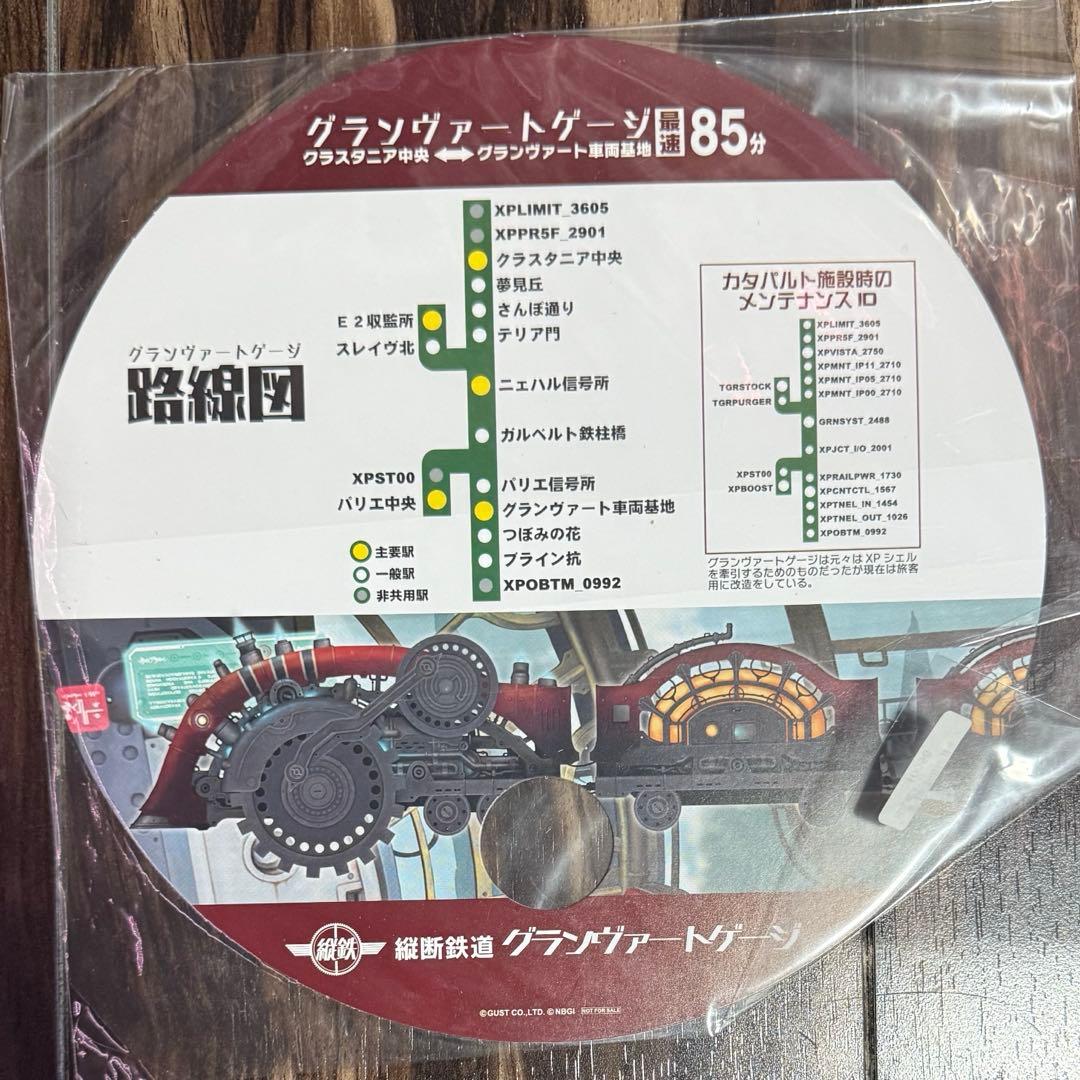 グランヴァートゲージ 最速 85分
クラスタニア中央 ⟷ グランヴァート車両基地
グランヴァートゲージ
路線図
XPLIMIT_3605
XPPR5F_2901
クラスタニア中央
夢見丘
さんぽ通り
テリア門
E2収監所
スレイヴ北
ニェハル信号所
ガルベルト鉄柱橋
XPST00
パリエ中央
パリエ信号所
グランヴァート車両基地
つぼみの花
ブライン抗
XPOBTM_0992
主要駅
一般駅
非共用駅
カタパルト施設時の
メンテナンスID
XPLIMIT_3605
XPPR5F_2901
XPVISTA_2750
XPMNT_IP11_2710
XPMNT_IP05_2710
XPMNT_IP00_2710
TGRSTOCK
TGRPURGER
GRNSYST_2488
XPJCT_I/O_2001
XPST00
XPBOOST
XPRAILPWR_1730
XPCNTCTL_1567
XPTNEL_IN_1454
XPTNEL_OUT_1026
XPOBTM_0992
グランヴァートゲージは元々はXPシェル
を牽引するためのものだったが現在は旅客
用に改造をしている。
縦鉄 縦断鉄道 グランヴァートゲージ
©GUST CO.,LTD. ©NBGI NOT FOR SALE